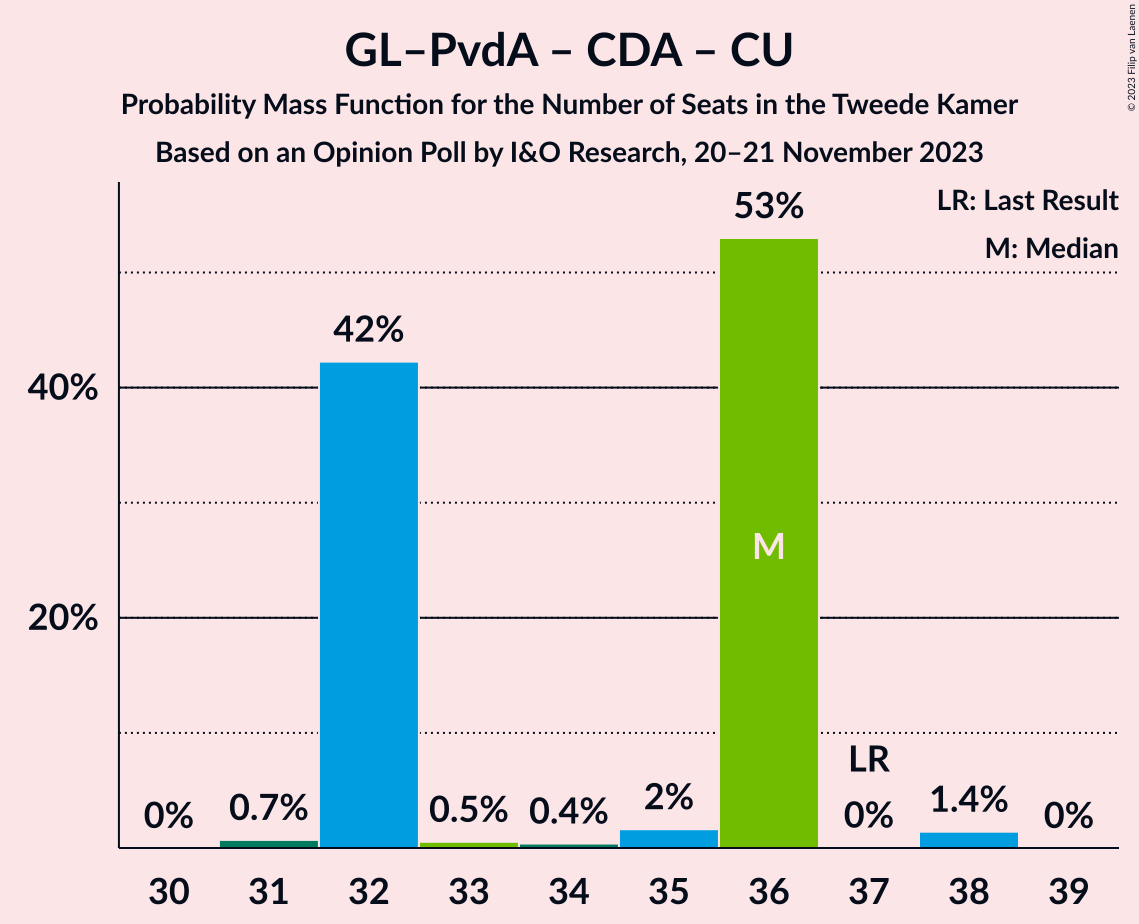 GL–PvdA – CDA – CU
Probability Mass Function for the Number of Seats in the Tweede Kamer
Based on an Opinion Poll by I&O Research, 20–21 November 2023
© 2023 Filip van Laenen
LR: Last Result
M: Median
53%
42%
40%
M
20%
LR
0%
0.7%
0.5%
0.4%
2%
0%
1.4%
0%
30
31
32
33
34
35
36
37
38
39